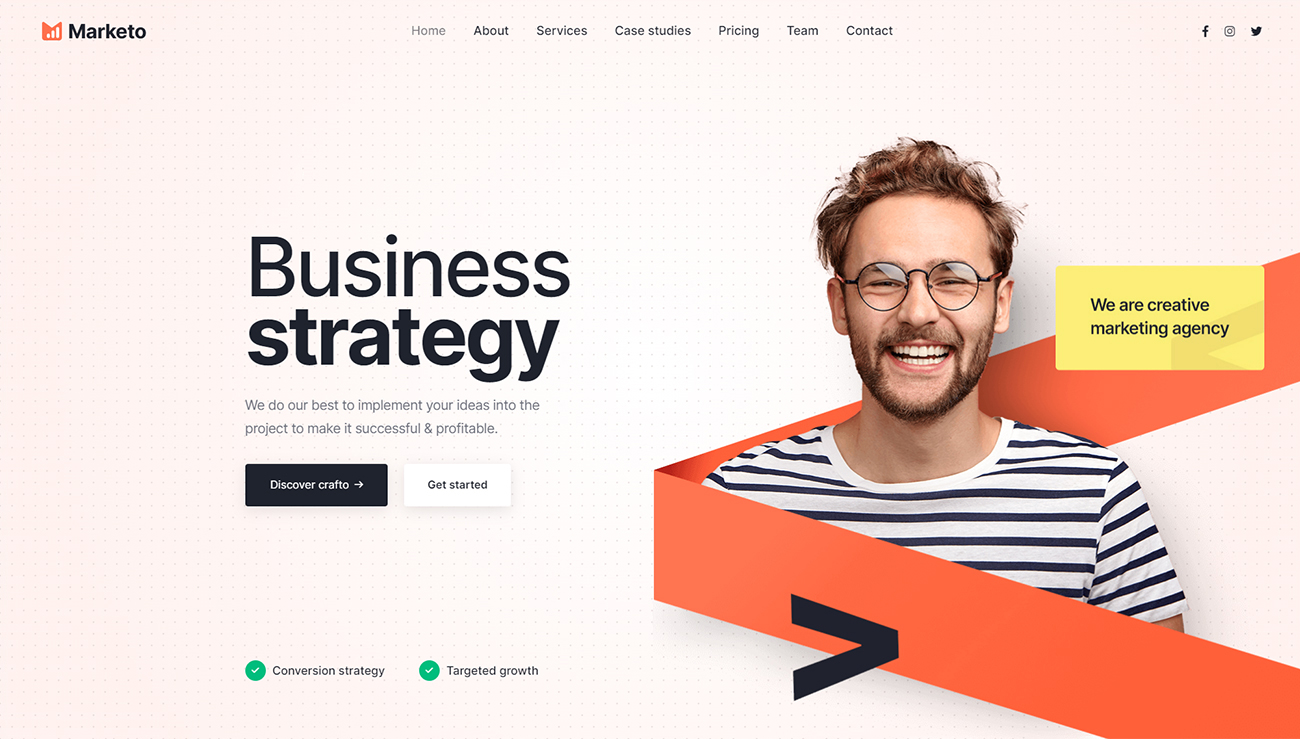 Marketo
Home About Services Case studies Pricing Team Contact
Business
strategy
We do our best to implement your ideas into the
project to make it successful & profitable.
Discover crafto →
Get started
We are creative
marketing agency
Conversion strategy
Targeted growth